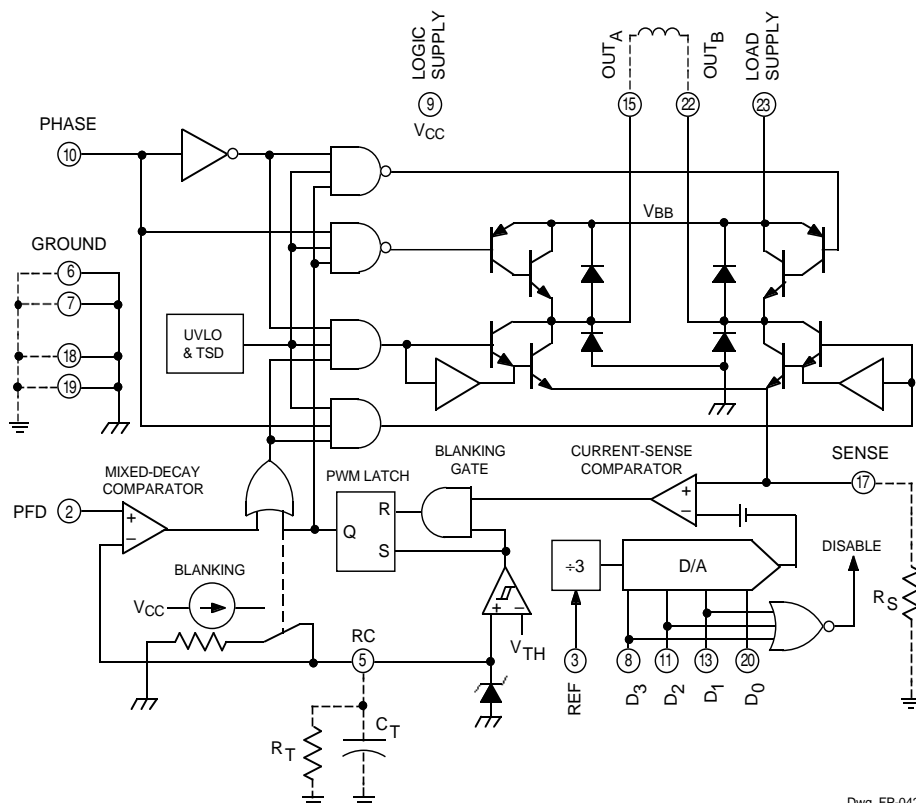 LOGIC
SUPPLY
9
VCC
OUTA
OUTB
LOAD
SUPPLY
15
22
23
PHASE
10
VBB
GROUND
6
7
18
19
UVLO
& TSD
MIXED-DECAY
COMPARATOR
PWM LATCH
BLANKING
GATE
CURRENT-SENSE
COMPARATOR
SENSE
17
PFD
2
+
−
R
Q
S
+
−
BLANKING
VCC
÷3
D/A
DISABLE
RS
+ −
VTH
RC
5
3
8
11
13
20
REF
D3
D2
D1
D0
RT
CT